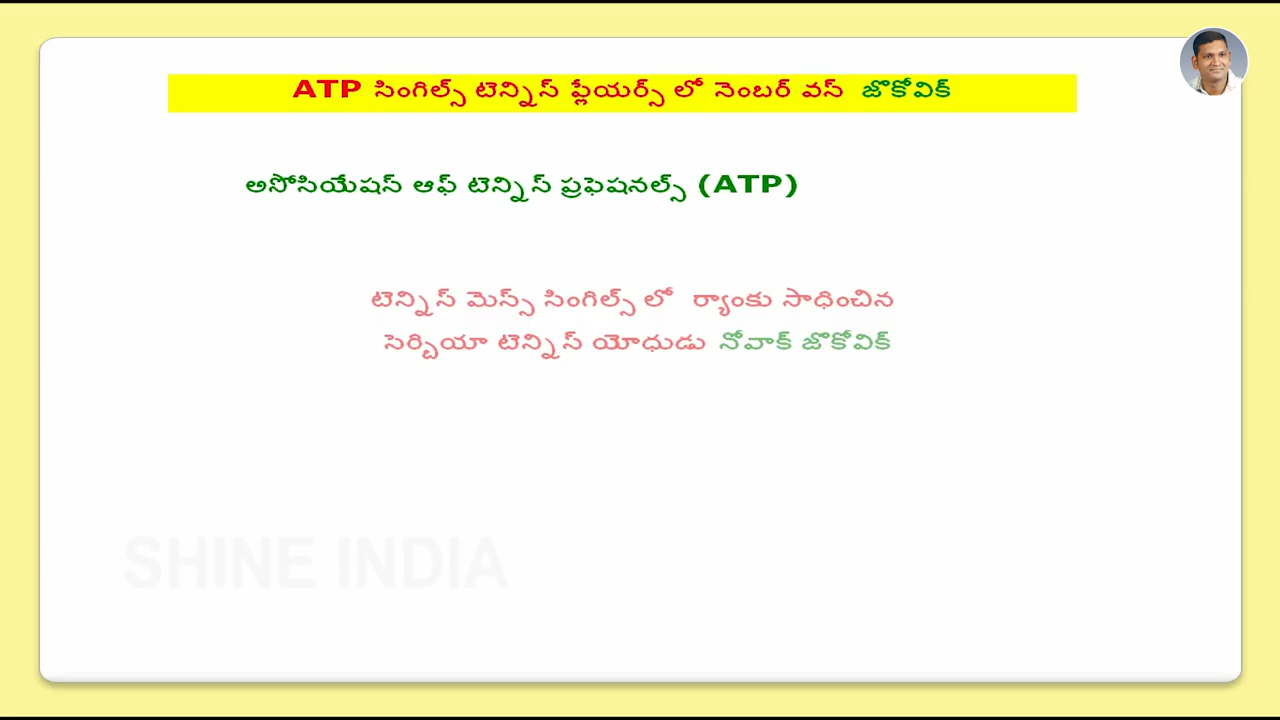 ATP సింగిల్స్ టెన్నిస్ ప్లేయర్స్ లో నెంబర్ వన్ జొకోవిక్
అసోసియేషన్ ఆఫ్ టెన్నిస్ ప్రొఫెషనల్స్ (ATP)
టెన్నిస్ మెన్స్ సింగిల్స్ లో ర్యాంకు సాధించిన
సెర్బియా టెన్నిస్ యోధుడు నోవాక్ జొకోవిక్
SHINE INDIA